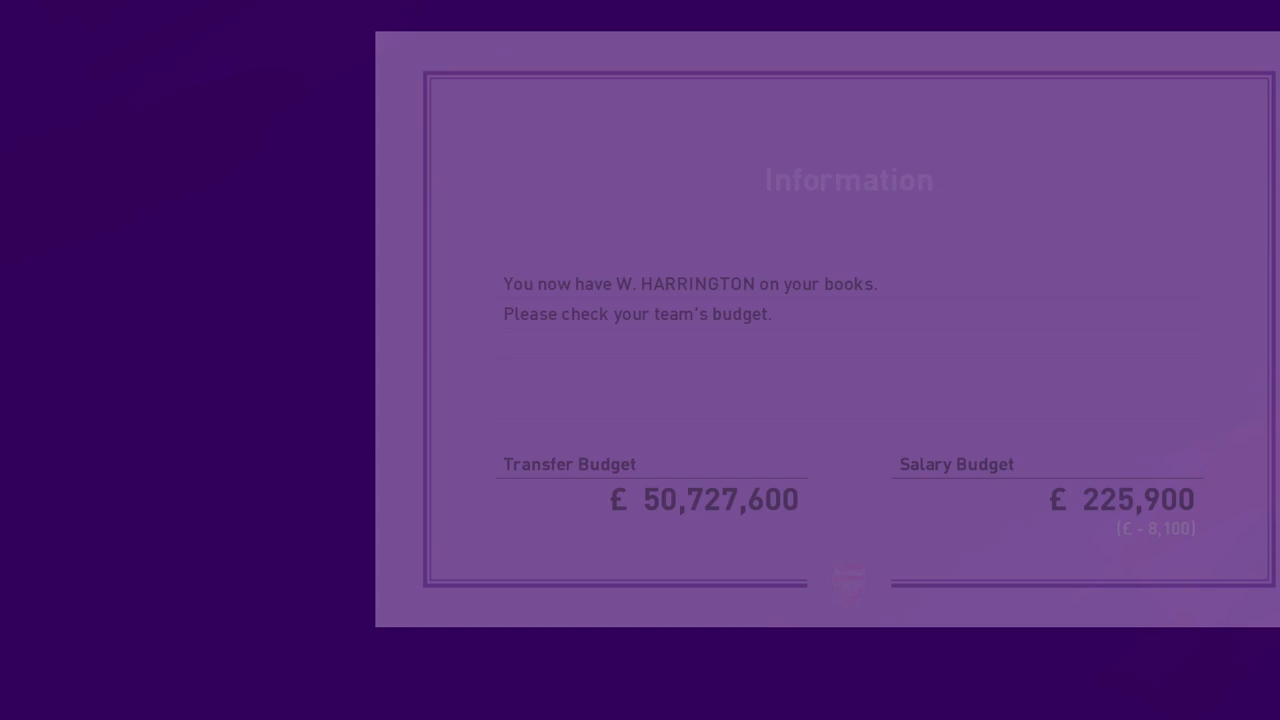 Information
You now have W. HARRINGTON on your books.
Please check your team's budget.
Transfer Budget
£ 50,727,600
Salary Budget
£ 225,900
(£ - 8,100)